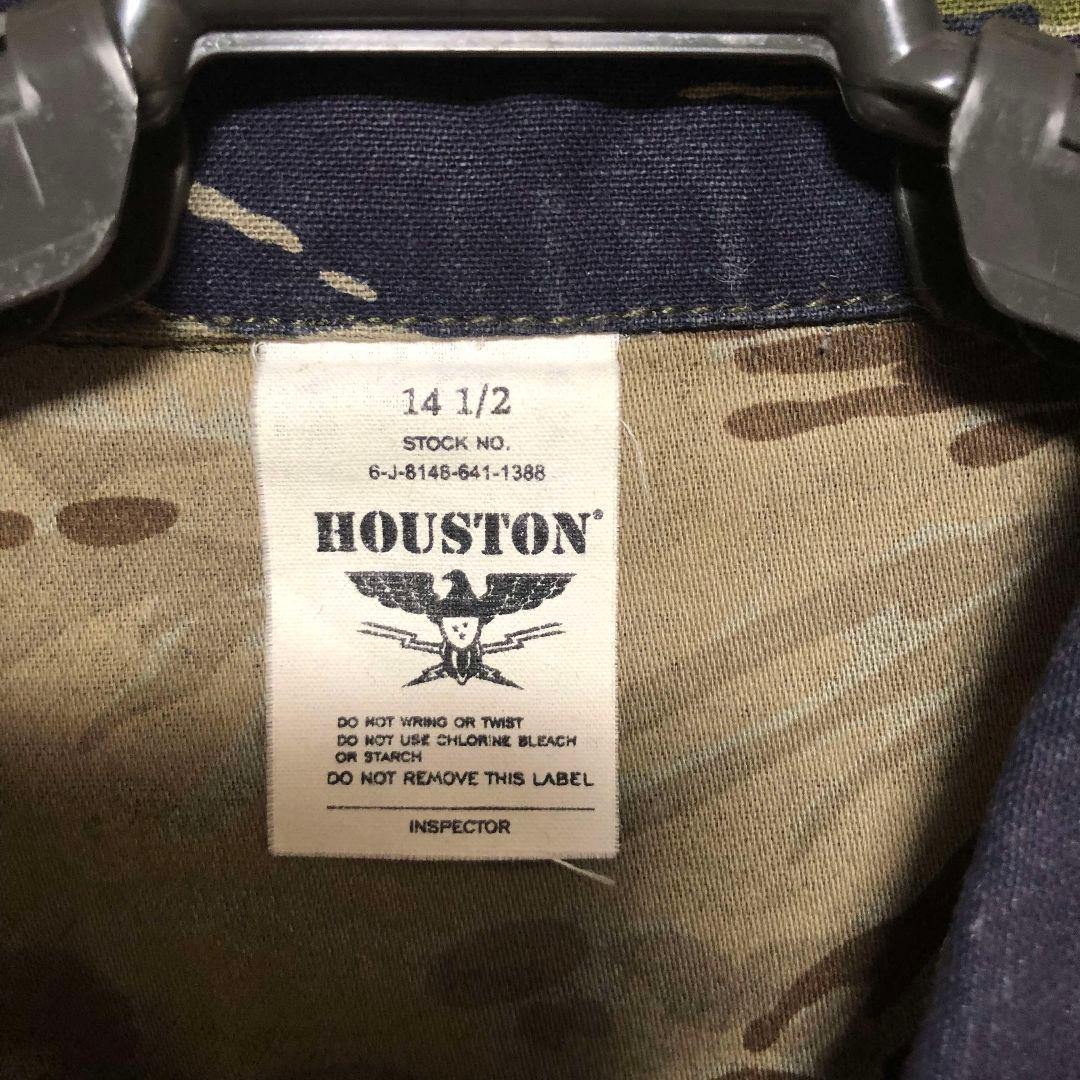 14 1/2
STOCK NO.
6-J-8148-641-1388
HOUSTON®
DO NOT WRING OR TWIST
DO NOT USE CHLORINE BLEACH
OR STARCH
DO NOT REMOVE THIS LABEL
INSPECTOR